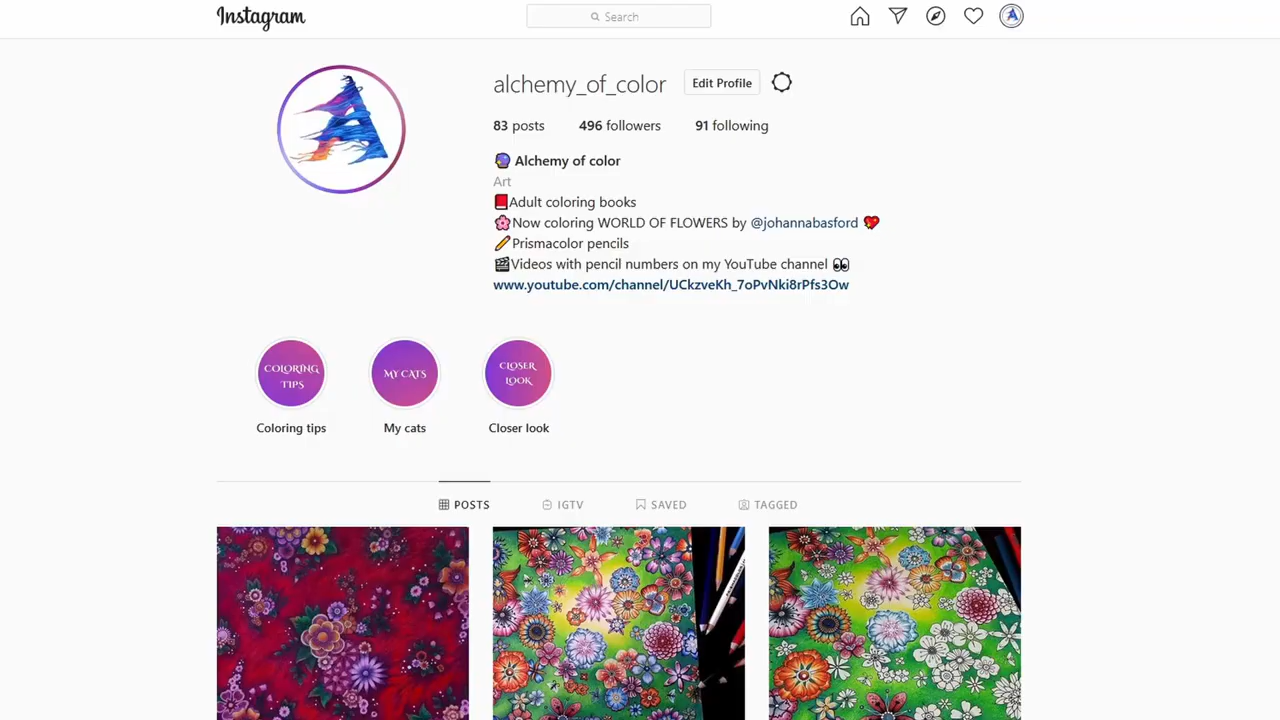 Instagram
Search
alchemy_of_color Edit Profile
83 posts 496 followers 91 following
🔮 Alchemy of color
Art
📕Adult coloring books
🌸Now coloring WORLD OF FLOWERS by @johannabasford 💖
✏️Prismacolor pencils
🎬Videos with pencil numbers on my YouTube channel 👀
www.youtube.com/channel/UCkzveKh_7oPvNki8rPfs3Ow
COLORING
TIPS
MY CATS
CLOSER
LOOK
Coloring tips My cats Closer look
POSTS IGTV SAVED TAGGED